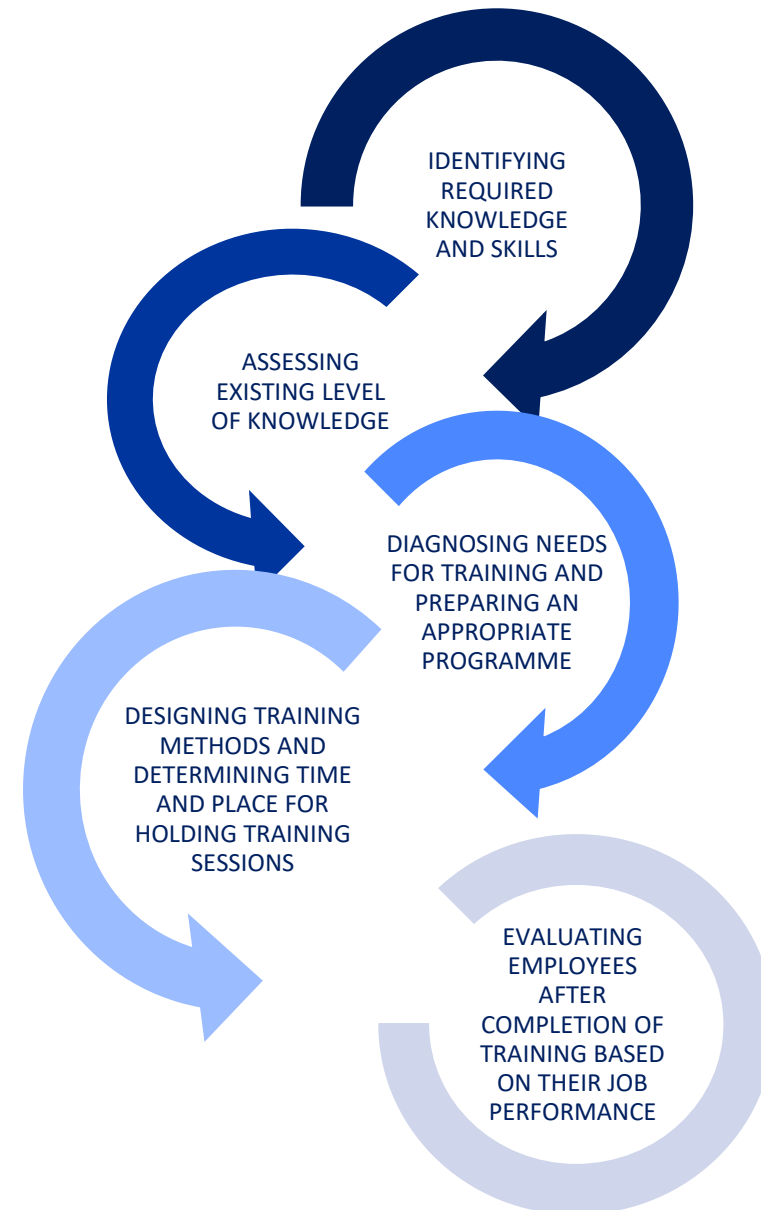 IDENTIFYING
REQUIRED
KNOWLEDGE
AND SKILLS
ASSESSING
EXISTING LEVEL
OF KNOWLEDGE
DIAGNOSING NEEDS
FOR TRAINING AND
PREPARING AN
APPROPRIATE
PROGRAMME
DESIGNING TRAINING
METHODS AND
DETERMINING TIME
AND PLACE FOR
HOLDING TRAINING
SESSIONS
EVALUATING
EMPLOYEES
AFTER
COMPLETION OF
TRAINING BASED
ON THEIR JOB
PERFORMANCE